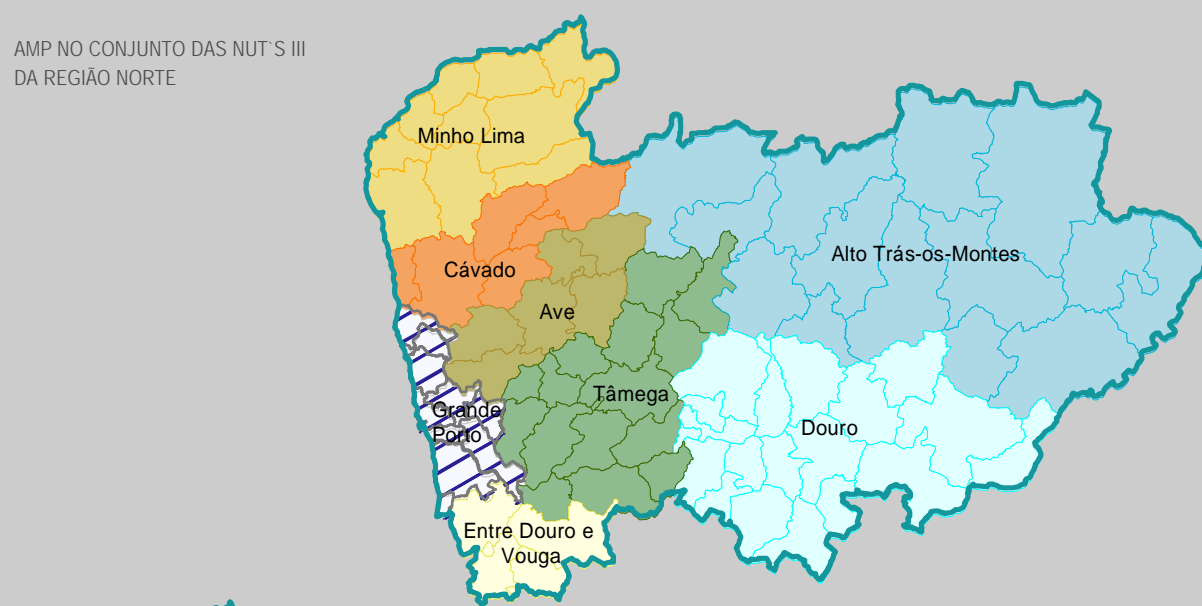 AMP NO CONJUNTO DAS NUT`S III
DA REGIÃO NORTE
Minho Lima
Cávado
Alto Trás-os-Montes
Ave
Tâmega
Grande
Porto
Douro
Entre Douro e
Vouga